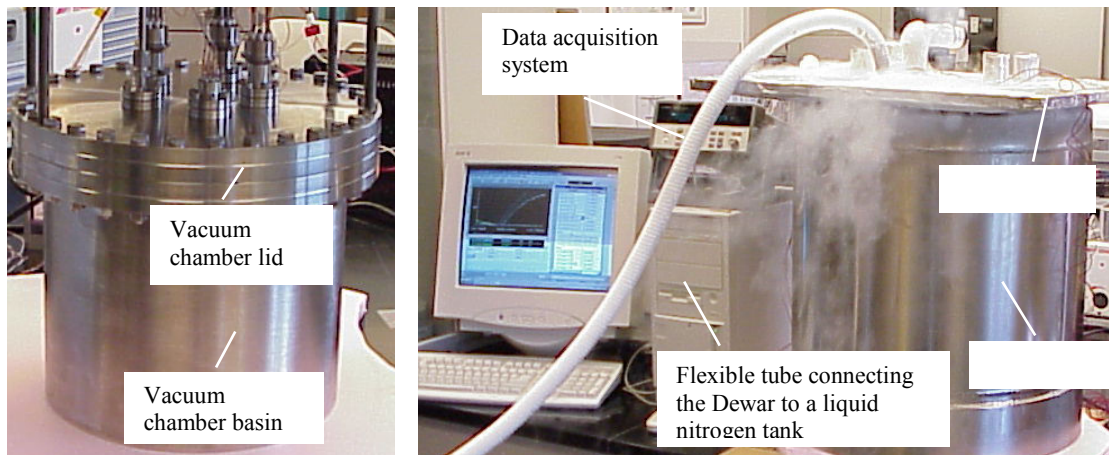 Vacuum
chamber lid
Vacuum
chamber basin
Data acquisition
system
Flexible tube connecting
the Dewar to a liquid
nitrogen tank